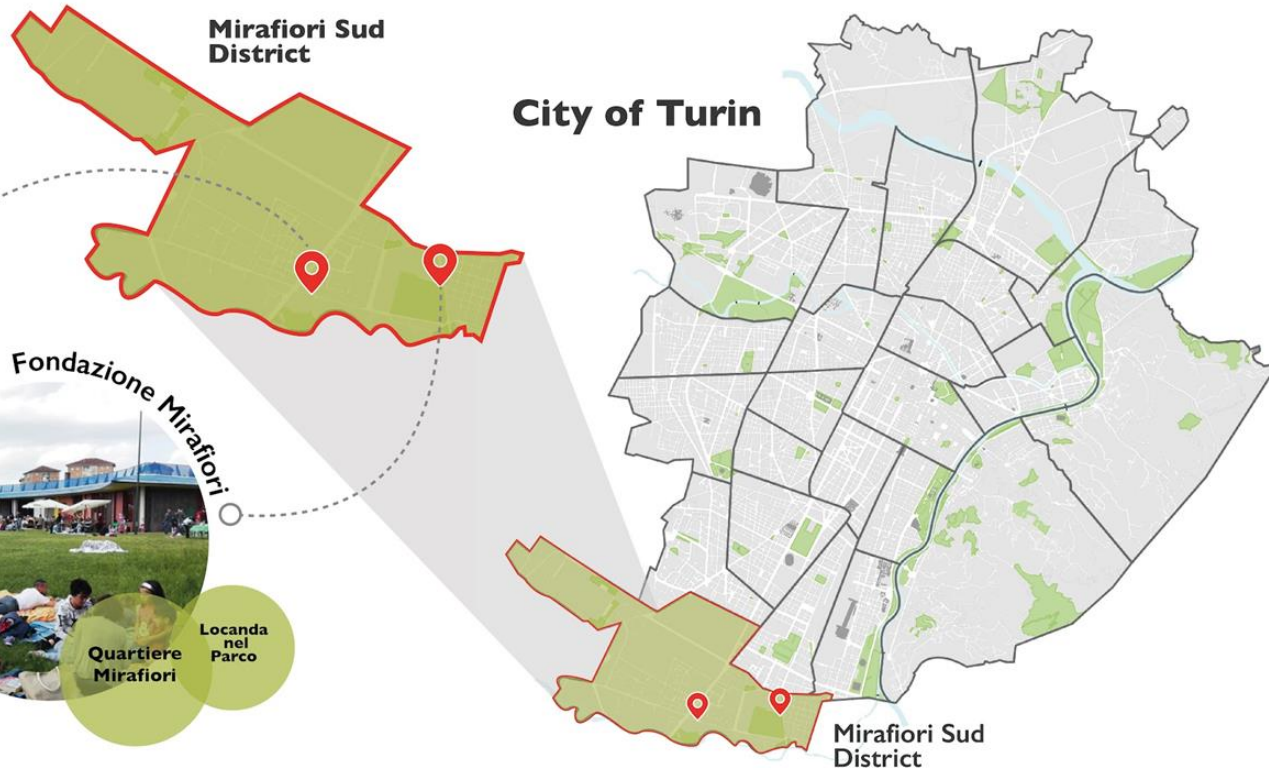 Mirafiori Sud
District
City of Turin
Fondazione Mirafiori
Quartiere
Mirafiori
Locanda
nel
Parco
Mirafiori Sud
District